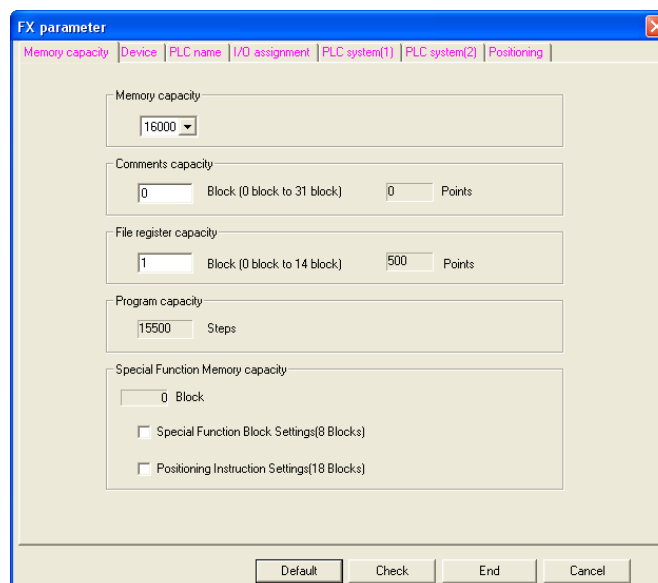 FX parameter
Memory capacity Device PLC name I/O assignment PLC system(1) PLC system(2) Positioning
Memory capacity
16000
Comments capacity
0 Block (0 block to 31 block) 0 Points
File register capacity
1 Block (0 block to 14 block) 500 Points
Program capacity
15500 Steps
Special Function Memory capacity
0 Block
Special Function Block Settings(8 Blocks)
Positioning Instruction Settings(18 Blocks)
Default Check End Cancel